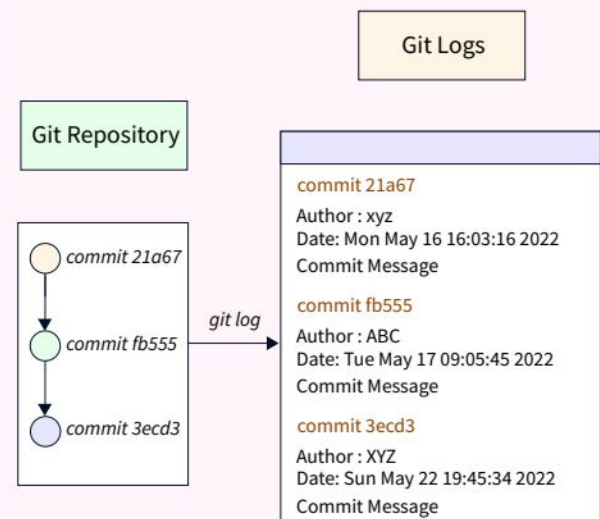 Git Logs
Git Repository
commit 21a67
commit fb555
commit 3ecd3
git log
commit 21a67
Author : xyz
Date: Mon May 16 16:03:16 2022
Commit Message
commit fb555
Author : ABC
Date: Tue May 17 09:05:45 2022
Commit Message
commit 3ecd3
Author : XYZ
Date: Sun May 22 19:45:34 2022
Commit Message